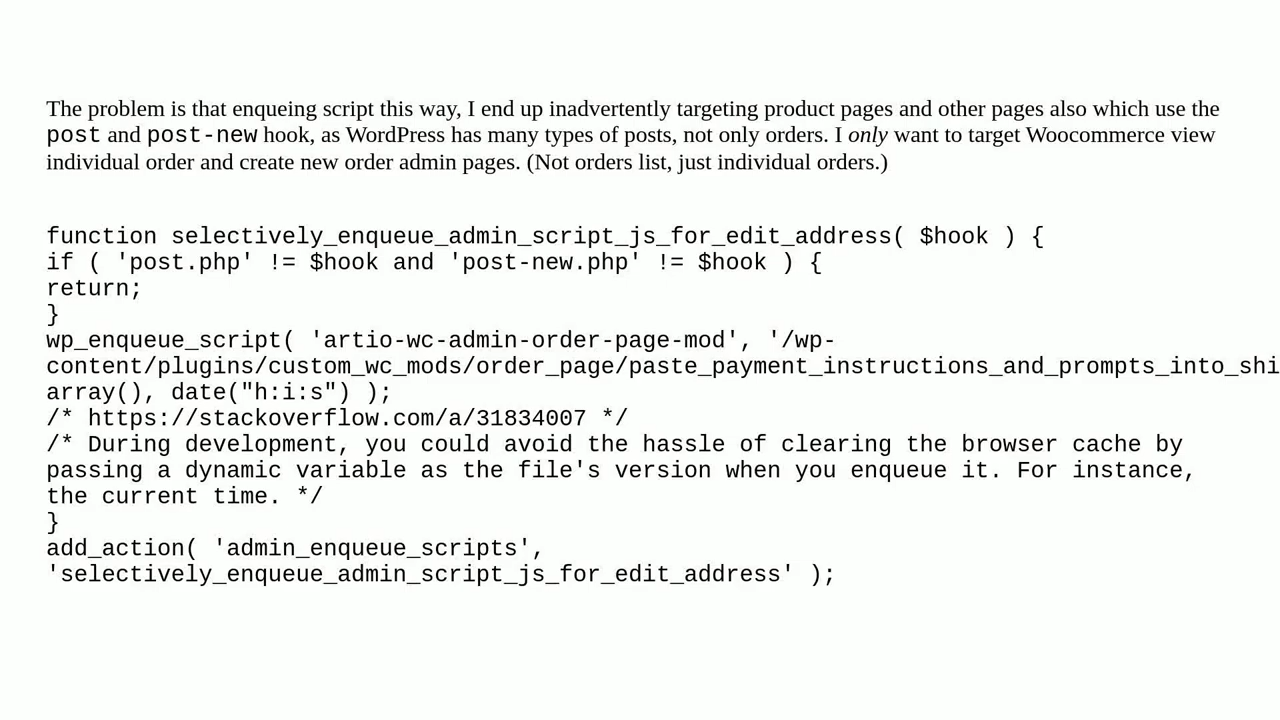 The problem is that enqueing script this way, I end up inadvertently targeting product pages and other pages also which use the
post and post-new hook, as WordPress has many types of posts, not only orders. I only want to target Woocommerce view
individual order and create new order admin pages. (Not orders list, just individual orders.)
function selectively_enqueue_admin_script_js_for_edit_address( $hook ) {
if ( 'post.php' != $hook and 'post-new.php' != $hook ) {
return;
}
wp_enqueue_script( 'artio-wc-admin-order-page-mod', '/wp-
content/plugins/custom_wc_mods/order_page/paste_payment_instructions_and_prompts_into_shi
array(), date("h:i:s") );
/* https://stackoverflow.com/a/31834007 */
/* During development, you could avoid the hassle of clearing the browser cache by
passing a dynamic variable as the file's version when you enqueue it. For instance,
the current time. */
}
add_action( 'admin_enqueue_scripts',
'selectively_enqueue_admin_script_js_for_edit_address' );